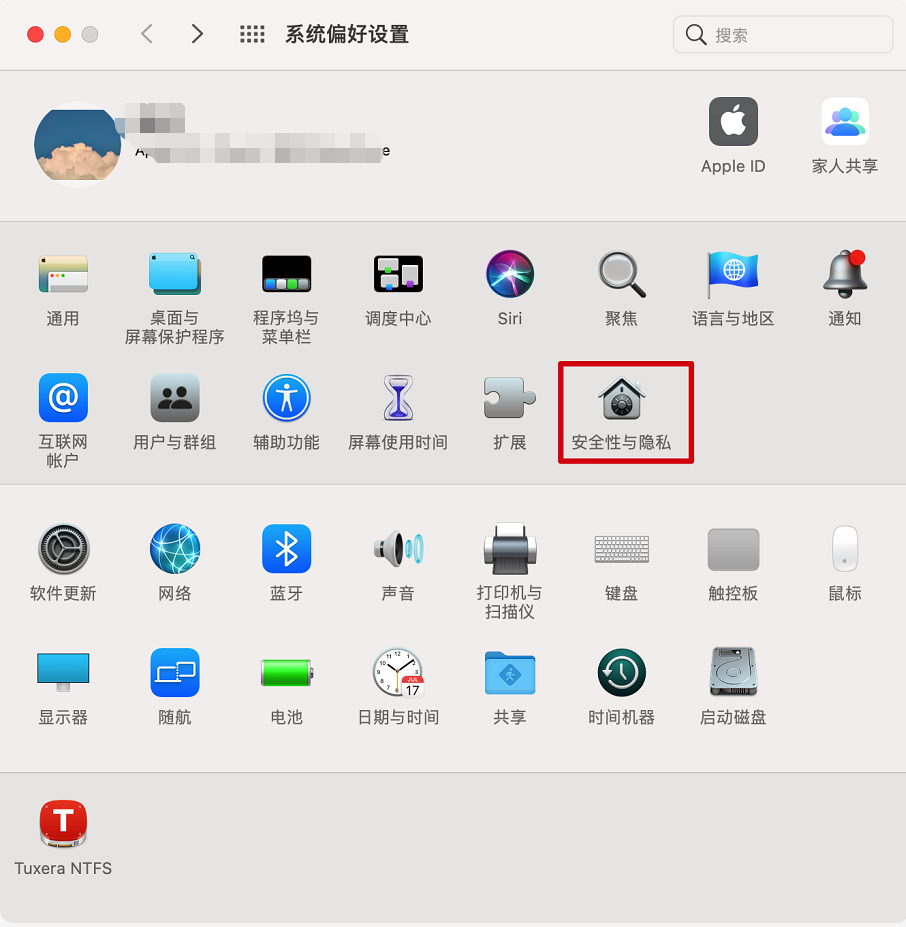 系统偏好设置
搜索
Apple ID
家人共享
通用
桌面与
屏幕保护程序
程序坞与
菜单栏
调度中心
Siri
聚焦
语言与地区
通知
互联网
帐户
用户与群组
辅助功能
屏幕使用时间
扩展
安全性与隐私
软件更新
网络
蓝牙
声音
打印机与
扫描仪
键盘
触控板
鼠标
显示器
随航
电池
JUL
17
日期与时间
共享
时间机器
启动磁盘
T
Tuxera NTFS